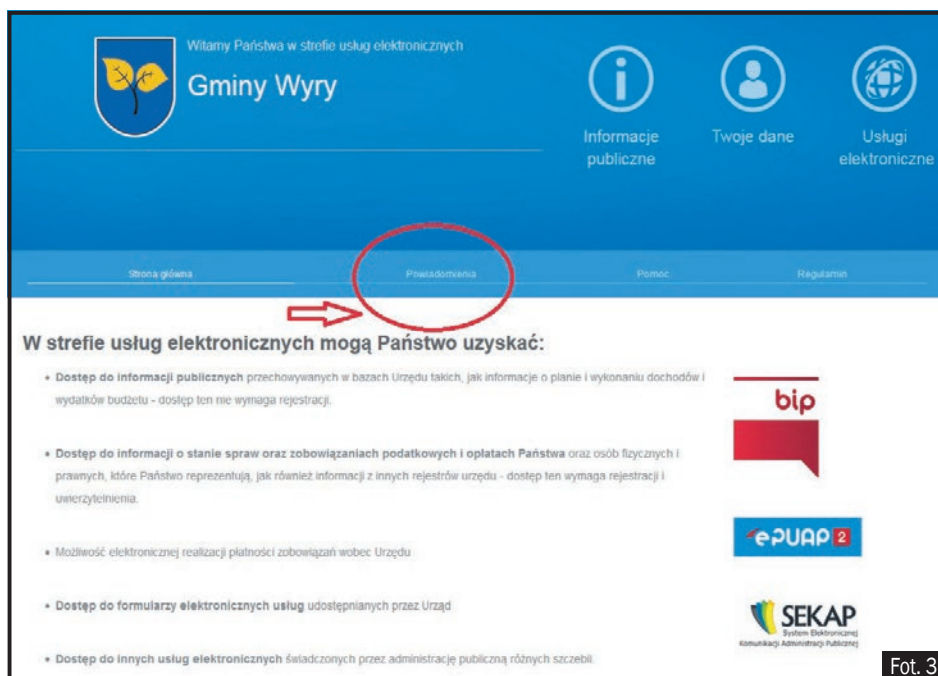 Witamy Państwa w strefie usług elektronicznych
Gminy Wyry
Informacje
publiczne
Twoje dane
Usługi
elektroniczne
Strona główna
Powiadomienia
Pomoc
Regulamin
W strefie usług elektronicznych mogą Państwo uzyskać:
• Dostęp do informacji publicznych przechowywanych w bazach Urzędu takich, jak informacje o planie i wykonaniu dochodów i
wydatków budżetu - dostęp ten nie wymaga rejestracji.
• Dostęp do informacji o stanie spraw oraz zobowiązaniach podatkowych i opłatach Państwa oraz osób fizycznych i
prawnych, które Państwo reprezentują, jak również informacji z innych rejestrów urzędu - dostęp ten wymaga rejestracji i
uwierzytelnienia.
• Możliwość elektronicznej realizacji płatności zobowiązań wobec Urzędu
• Dostęp do formularzy elektronicznych usług udostępnianych przez Urząd
• Dostęp do innych usług elektronicznych świadczonych przez administrację publiczną różnych szczebli.
bip
ePUAP 2
SEKAP
System Elektronicznej
Komunikacji Administracji Publicznej
Fot. 3